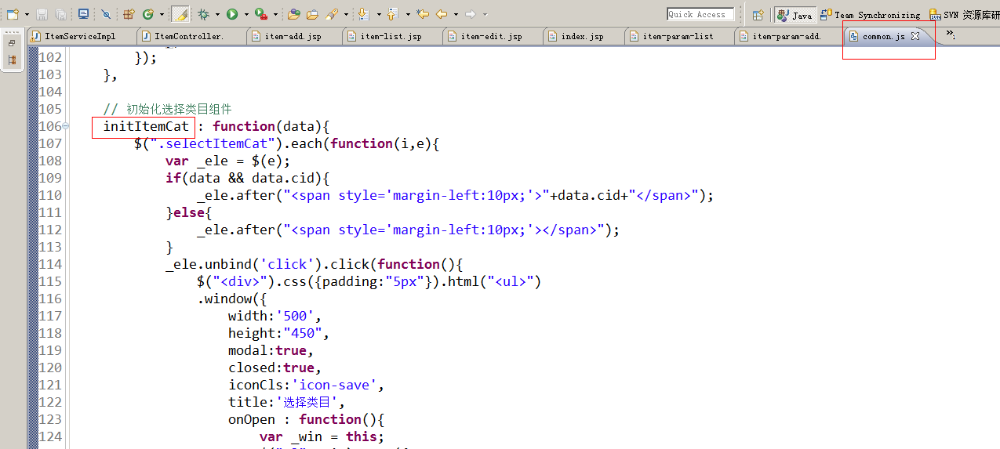 Quick Access
Java
Team Synchronizing
SVN 资源库研
ItemServiceImpl
ItemController.
item-add.jsp
item-list.jsp
item-edit.jsp
index.jsp
item-param-list
item-param-add.
common.js
»1
102 });
103 },
104
105 // 初始化选择类目组件
106 initItemCat : function(data){
107 $(".selectItemCat").each(function(i,e){
108 var _ele = $(e);
109 if(data && data.cid){
110 _ele.after("<span style='margin-left:10px;'>"+data.cid+"</span>");
111 }else{
112 _ele.after("<span style='margin-left:10px;'></span>");
113 }
114 _ele.unbind('click').click(function(){
115 $("<div>").css({padding:"5px"}).html("<ul>")
116 .window({
117 width:'500',
118 height:"450",
119 modal:true,
120 closed:true,
121 iconCls:'icon-save',
122 title:'选择类目',
123 onOpen : function(){
124 var _win = this;